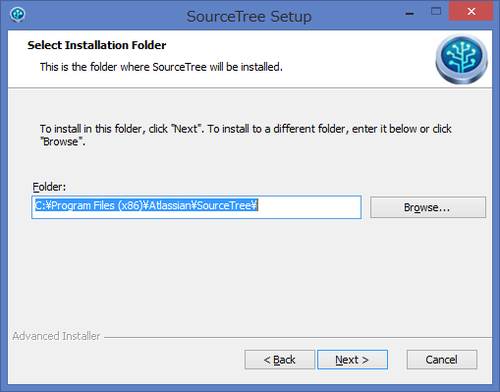 SourceTree Setup
Select Installation Folder
This is the folder where SourceTree will be installed.
To install in this folder, click "Next". To install to a different folder, enter it below or click
"Browse".
Folder:
C:¥Program Files (x86)¥Atlassian¥SourceTree¥
Browse...
Advanced Installer
< Back
Next >
Cancel